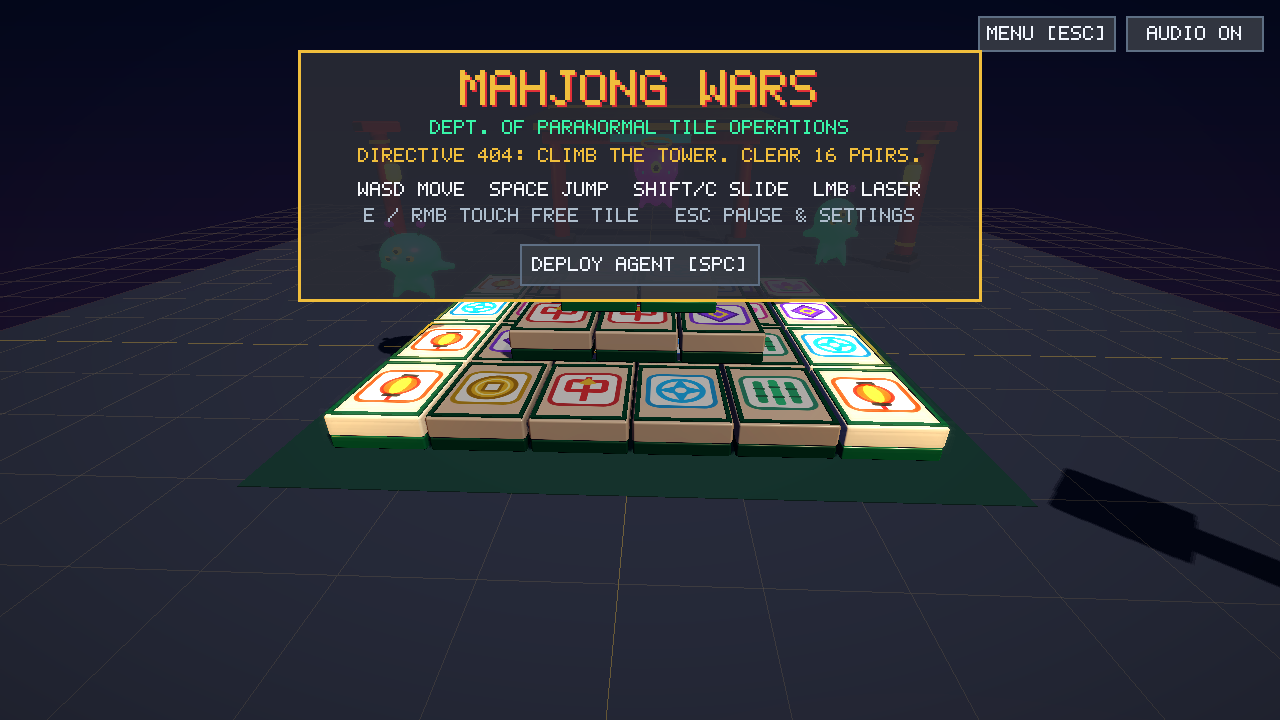 MENU [ESC]
AUDIO ON
MAHJONG WARS
DEPT. OF PARANORMAL TILE OPERATIONS
DIRECTIVE 404: CLIMB THE TOWER. CLEAR 16 PAIRS.
WASD MOVE  SPACE JUMP  SHIFT/C SLIDE  LMB LASER
E / RMB TOUCH FREE TILE   ESC PAUSE & SETTINGS
DEPLOY AGENT [SPC]